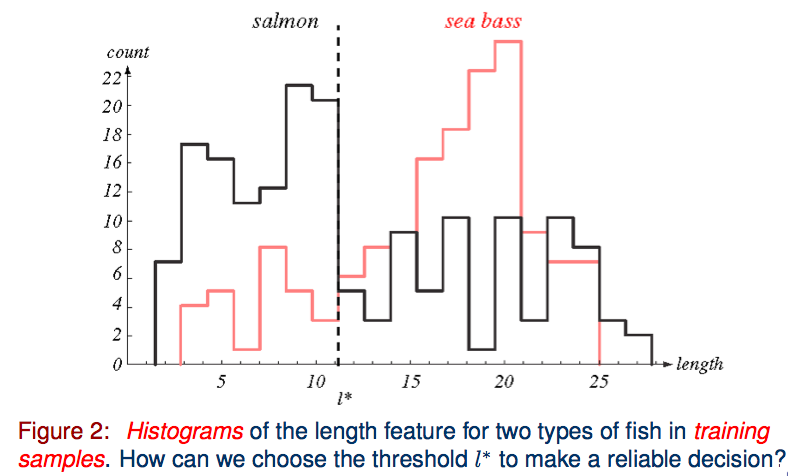 salmon sea bass
count
22
20
18
16
12
10
8
6
4
2
0
5 10 15 20 25 length
l*
Figure 2: Histograms of the length feature for two types of fish in training
samples. How can we choose the threshold l* to make a reliable decision?